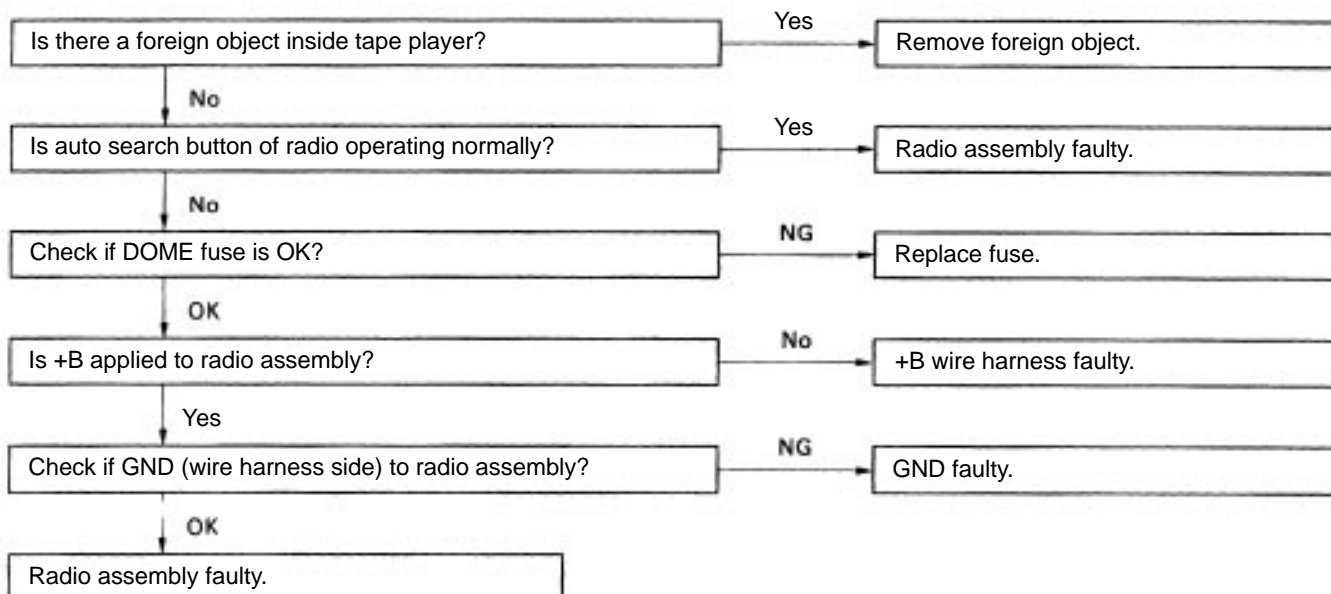 Is there a foreign object inside tape player?
Yes
Remove foreign object.
No
Is auto search button of radio operating normally?
Yes
Radio assembly faulty.
No
Check if DOME fuse is OK?
NG
Replace fuse.
OK
Is +B applied to radio assembly?
No
+B wire harness faulty.
Yes
Check if GND (wire harness side) to radio assembly?
NG
GND faulty.
OK
Radio assembly faulty.